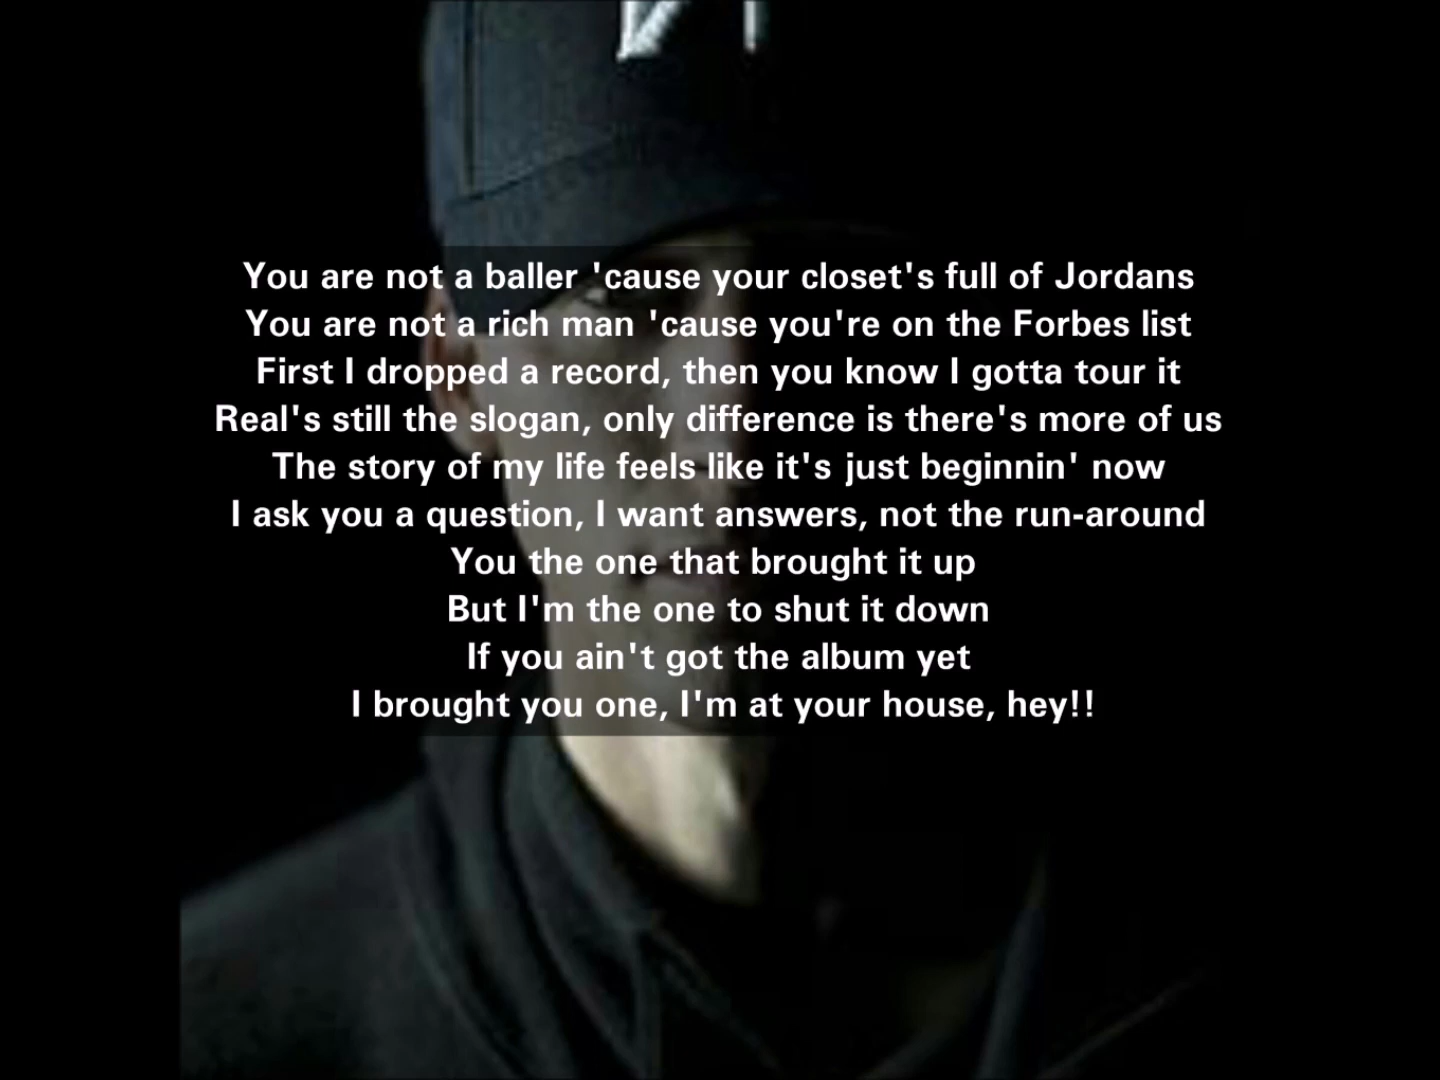 You are not a baller 'cause your closet's full of Jordans
You are not a rich man 'cause you're on the Forbes list
First I dropped a record, then you know I gotta tour it
Real's still the slogan, only difference is there's more of us
The story of my life feels like it's just beginnin' now
I ask you a question, I want answers, not the run-around
You the one that brought it up
But I'm the one to shut it down
If you ain't got the album yet
I brought you one, I'm at your house, hey!!